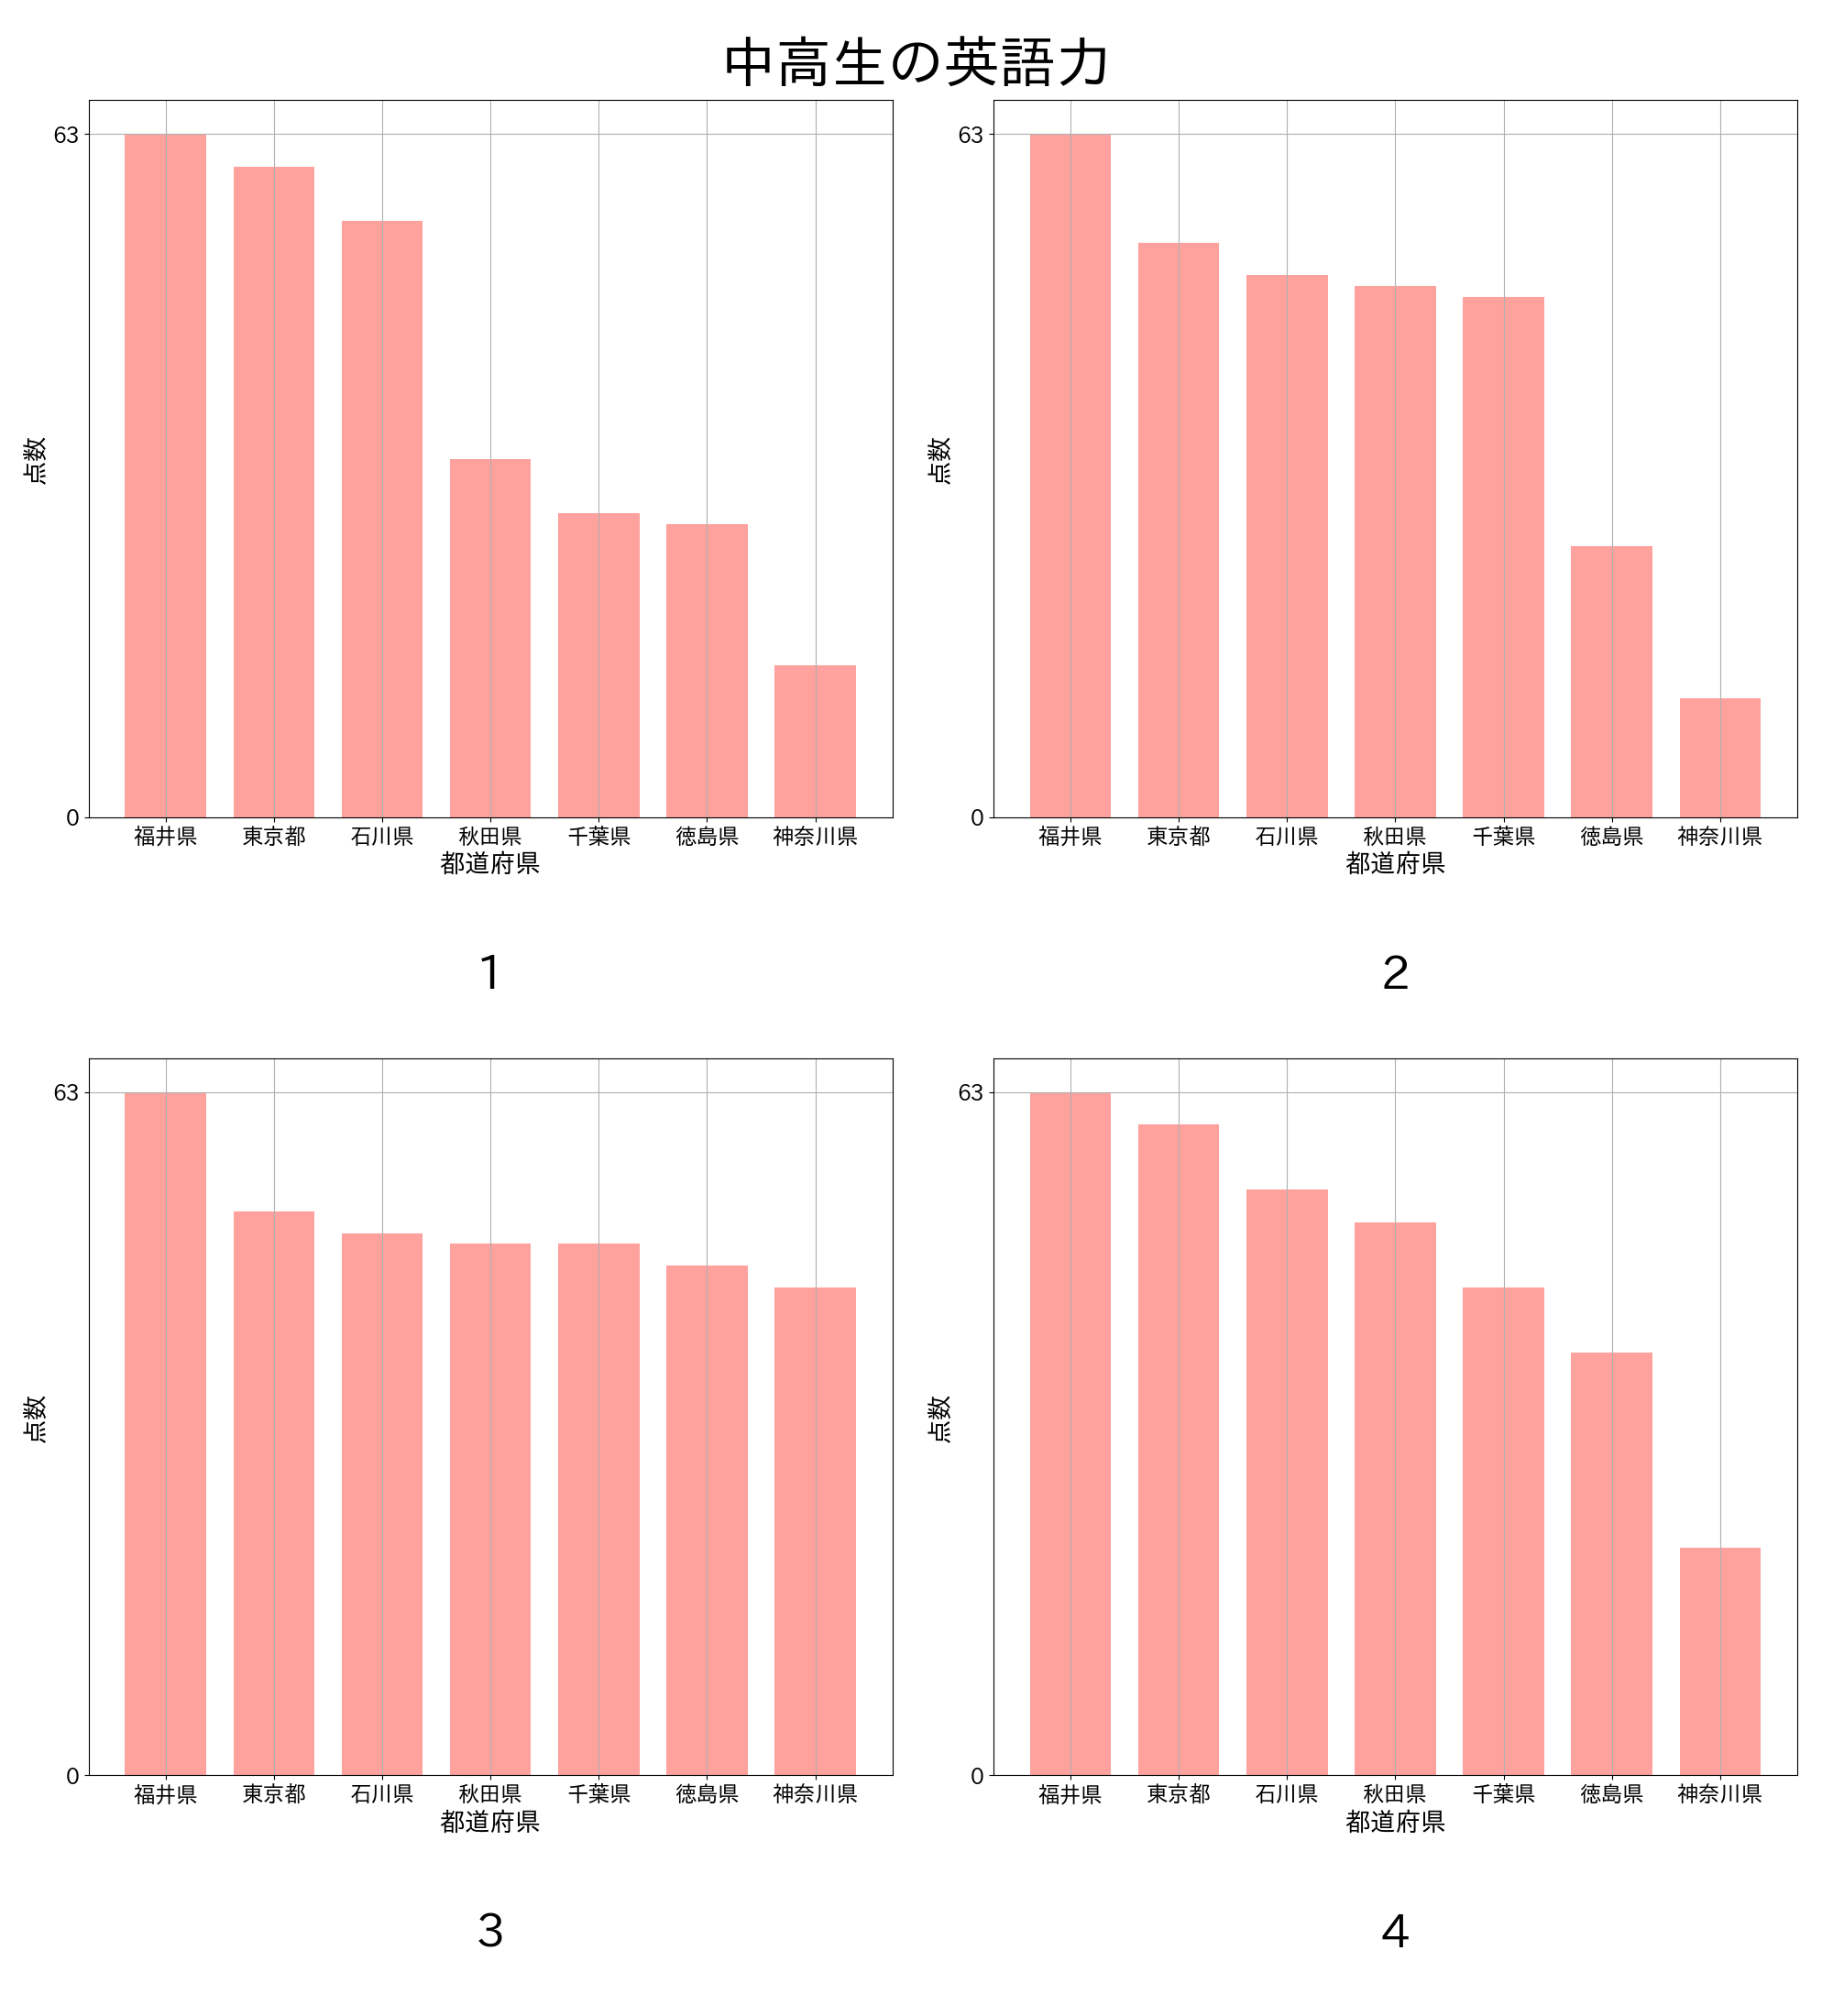 中高生の英語力
63
0
点数
福井県 東京都 石川県 秋田県 千葉県 徳島県 神奈川県
都道府県
1
63
0
点数
福井県 東京都 石川県 秋田県 千葉県 徳島県 神奈川県
都道府県
2
63
0
点数
福井県 東京都 石川県 秋田県 千葉県 徳島県 神奈川県
都道府県
3
63
0
点数
福井県 東京都 石川県 秋田県 千葉県 徳島県 神奈川県
都道府県
4